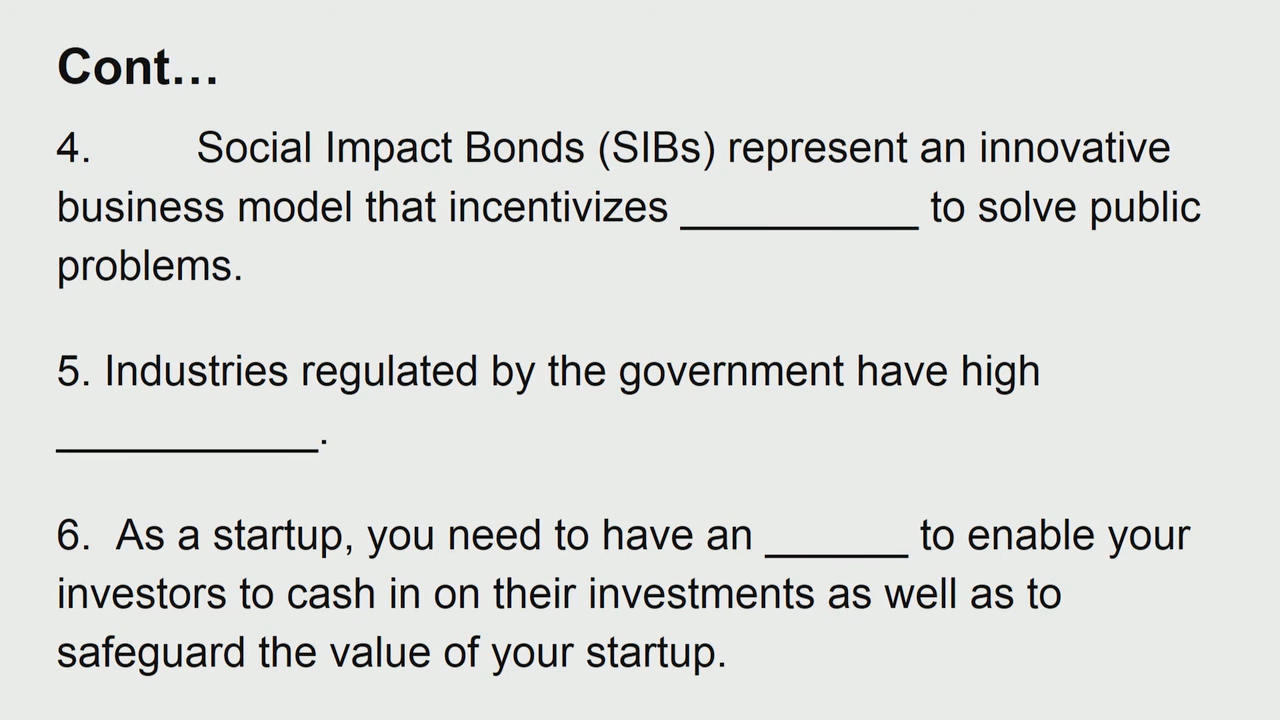 Cont…
4. Social Impact Bonds (SIBs) represent an innovative
business model that incentivizes __________ to solve public
problems.
5. Industries regulated by the government have high
___________.
6. As a startup, you need to have an ______ to enable your
investors to cash in on their investments as well as to
safeguard the value of your startup.